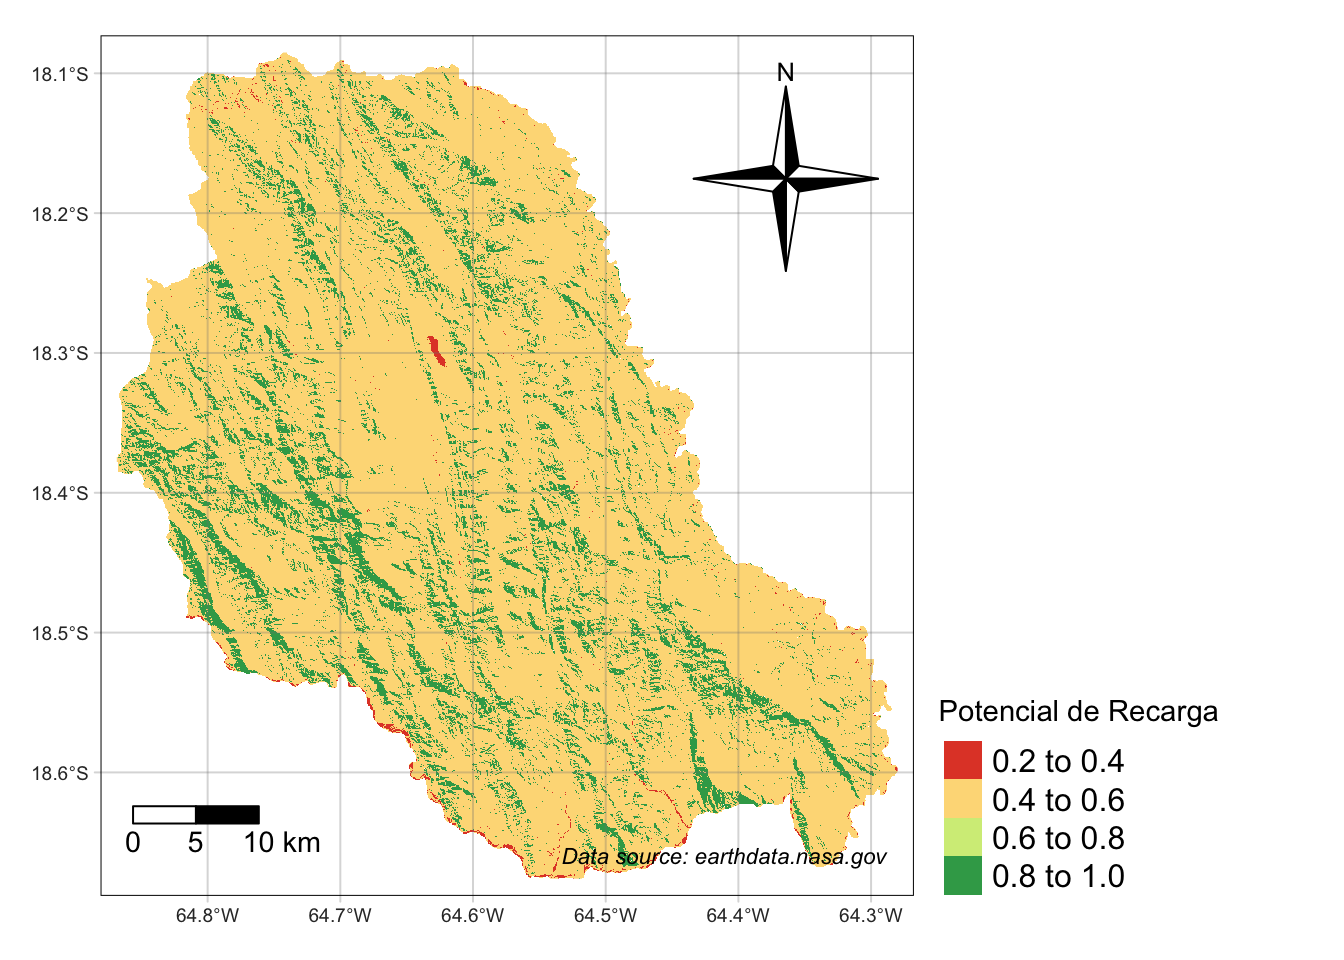 N
18.1°S
18.2°S
18.3°S
18.4°S
18.5°S
18.6°S
Potencial de Recarga
0.2 to 0.4
0.4 to 0.6
0.6 to 0.8
0.8 to 1.0
0 5 10 km
Data source: earthdata.nasa.gov
64.8°W 64.7°W 64.6°W 64.5°W 64.4°W 64.3°W